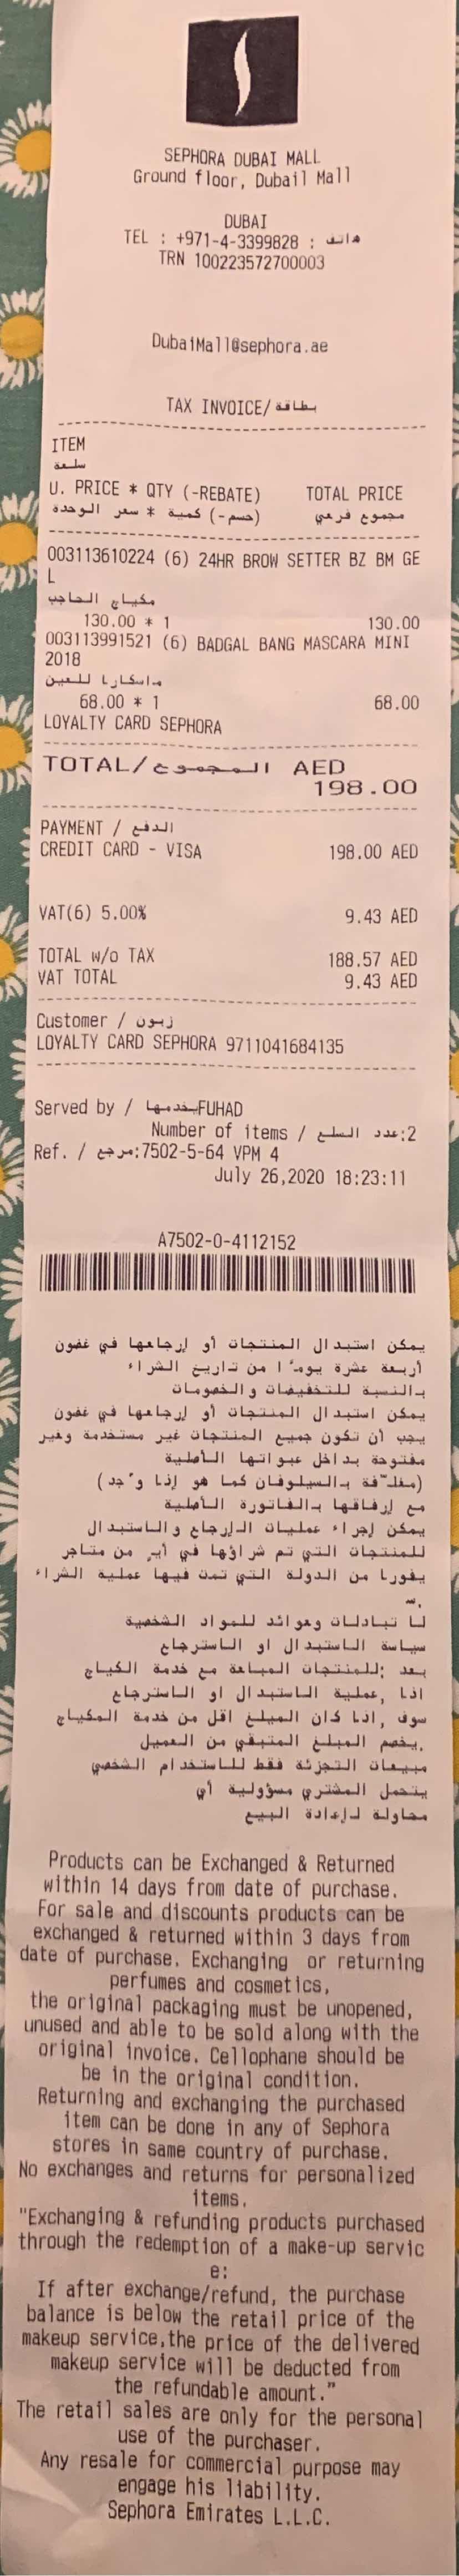 SEPHORA DUBAI MALL
Ground floor, Dubail Mall
DUBAI
TEL : +971-4-3399828 : هاتف
TRN 100223572700003
DubaiMall@sephora.ae
TAX INVOICE/بطاقة
ITEM
سلعة
U. PRICE * QTY (-REBATE) TOTAL PRICE
(حسم-) كمية * سعر الوحدة مجموع فرعي
003113610224 (6) 24HR BROW SETTER BZ BM GE
L
مكياج الحاجب
130.00 * 1 130.00
003113991521 (6) BADGAL BANG MASCARA MINI
2018
ماسكارا للعين
68.00 * 1 68.00
LOYALTY CARD SEPHORA
TOTAL/المجموع AED
198.00
PAYMENT / الدفع
CREDIT CARD - VISA 198.00 AED
VAT(6) 5.00% 9.43 AED
TOTAL w/o TAX 188.57 AED
VAT TOTAL 9.43 AED
Customer / زبون
LOYALTY CARD SEPHORA 9711041684135
Served by / يخدمها FUHAD
Number of items / عدد السلع:2
Ref. / مرجع:7502-5-64 VPM 4
July 26,2020 18:23:11
A7502-0-4112152
يمكن استبدال المنتجات أو إرجاعها في غضون
أربعة عشرة يومًا من تاريخ الشراء
بالنسبة للتخفيضات والخصومات
يمكن استبدال المنتجات أو إرجاعها في غضون
يجب أن تكون جميع المنتجات غير مستخدمة وغير
مفتوحة بداخل عبواتها الأصلية
(مغلّفة بالسيلوفان كما هو إذا وُجد)
مع إرفاقها بالفاتورة الأصلية
يمكن إجراء عمليات الإرجاع والاستبدال
للمنتجات التي تم شراؤها في أيٍ من متاجر
يفورا من الدولة التي تمت فيها عملية الشراء
لا تبادلات وعوائد للمواد الشخصية
سياسة الاستبدال او الاسترجاع
بعد :للمنتجات المباعة مع خدمة الكياج
اذا ,عملية الاستبدال او الاسترجاع
سوف ,اذا كان المبلغ اقل من خدمة المكياج
.يخصم المبلغ المتبقي من العميل
مبيعات التجزئة فقط للاستخدام الشخصي
يتحمل المشتري مسؤولية أي
محاولة لإعادة البيع
Products can be Exchanged & Returned
within 14 days from date of purchase.
For sale and discounts products can be
exchanged & returned within 3 days from
date of purchase. Exchanging or returning
perfumes and cosmetics,
the original packaging must be unopened,
unused and able to be sold along with the
original invoice. Cellophane should be
be in the original condition.
Returning and exchanging the purchased
item can be done in any of Sephora
stores in same country of purchase.
No exchanges and returns for personalized
items.
"Exchanging & refunding products purchased
through the redemption of a make-up servic
e:
If after exchange/refund, the purchase
balance is below the retail price of the
makeup service,the price of the delivered
makeup service will be deducted from
the refundable amount."
The retail sales are only for the personal
use of the purchaser.
Any resale for commercial purpose may
engage his liability.
Sephora Emirates L.L.C.